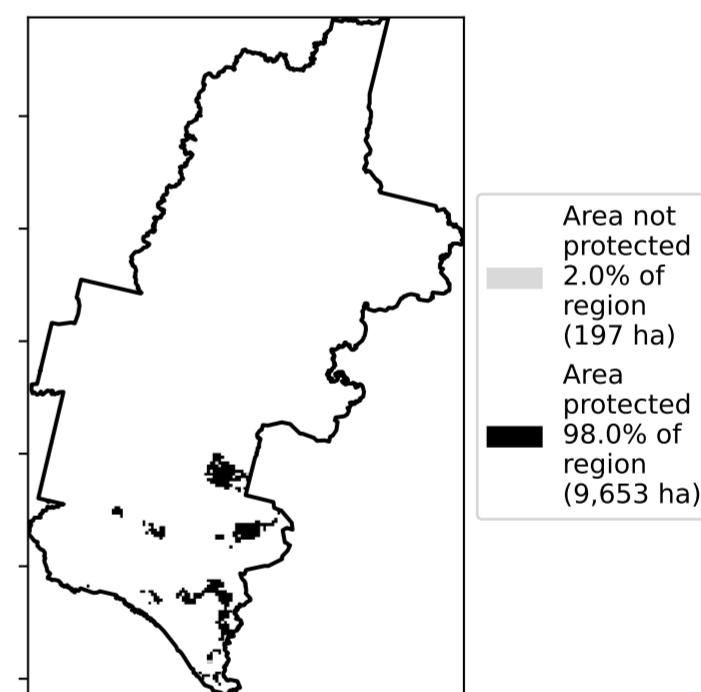 Area not
protected
2.0% of
region
(197 ha)
Area
protected
98.0% of
region
(9,653 ha)